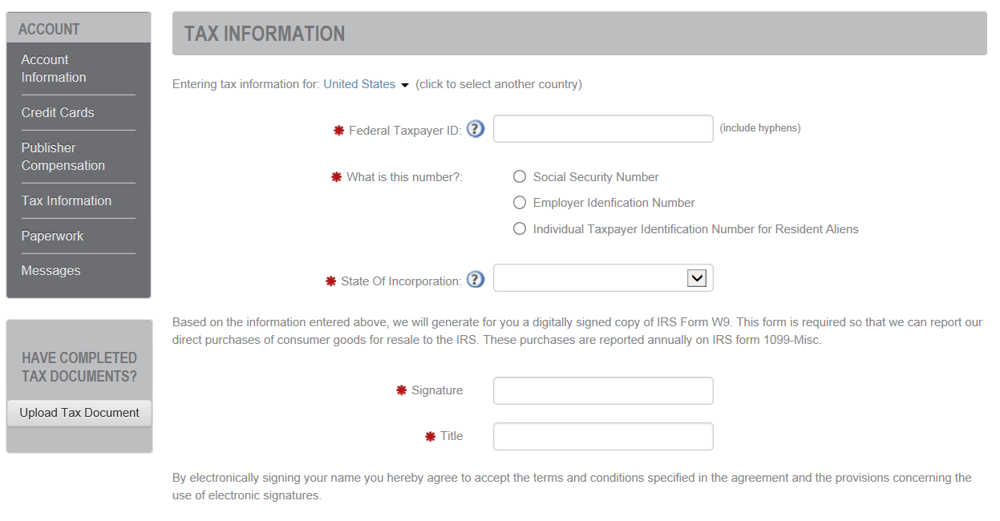 ACCOUNT
Account
Information
Credit Cards
Publisher
Compensation
Tax Information
Paperwork
Messages
HAVE COMPLETED
TAX DOCUMENTS?
Upload Tax Document
TAX INFORMATION
Entering tax information for: United States (click to select another country)
Federal Taxpayer ID: ? (include hyphens)
What is this number?:
Social Security Number
Employer Idenfication Number
Individual Taxpayer Identification Number for Resident Aliens
State Of Incorporation: ?
Based on the information entered above, we will generate for you a digitally signed copy of IRS Form W9. This form is required so that we can report our
direct purchases of consumer goods for resale to the IRS. These purchases are reported annually on IRS form 1099-Misc.
Signature
Title
By electronically signing your name you hereby agree to accept the terms and conditions specified in the agreement and the provisions concerning the
use of electronic signatures.